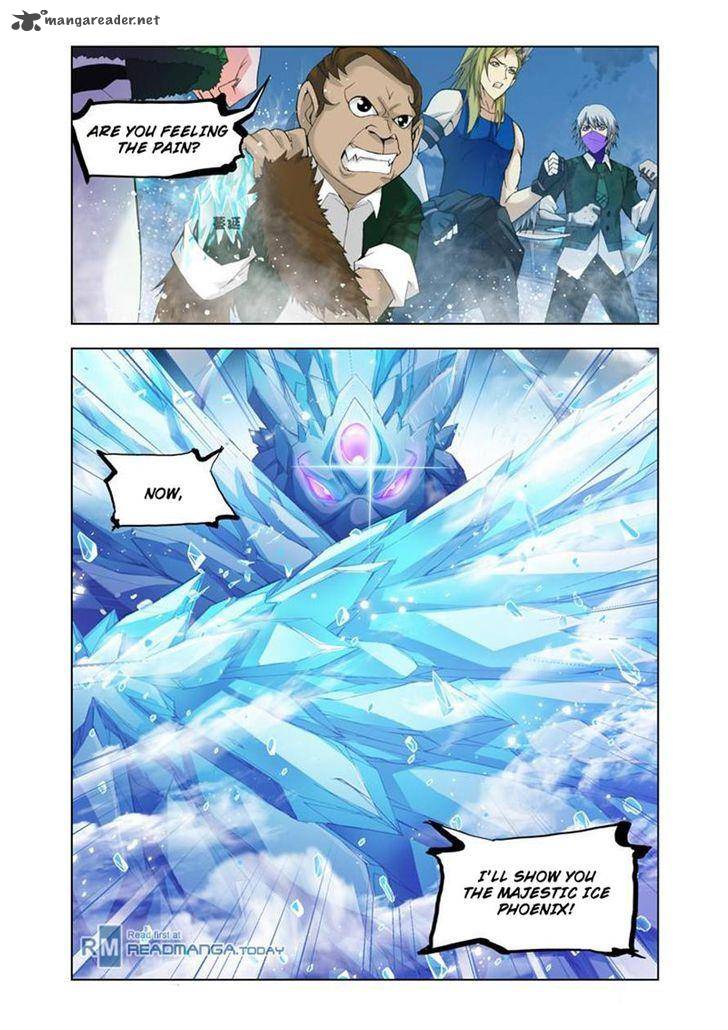 mangareader.net
ARE YOU FEELING
THE PAIN?
NOW,
I'LL SHOW YOU
THE MAJESTIC ICE
PHOENIX!
Read first at
RM READMANGA.TODAY